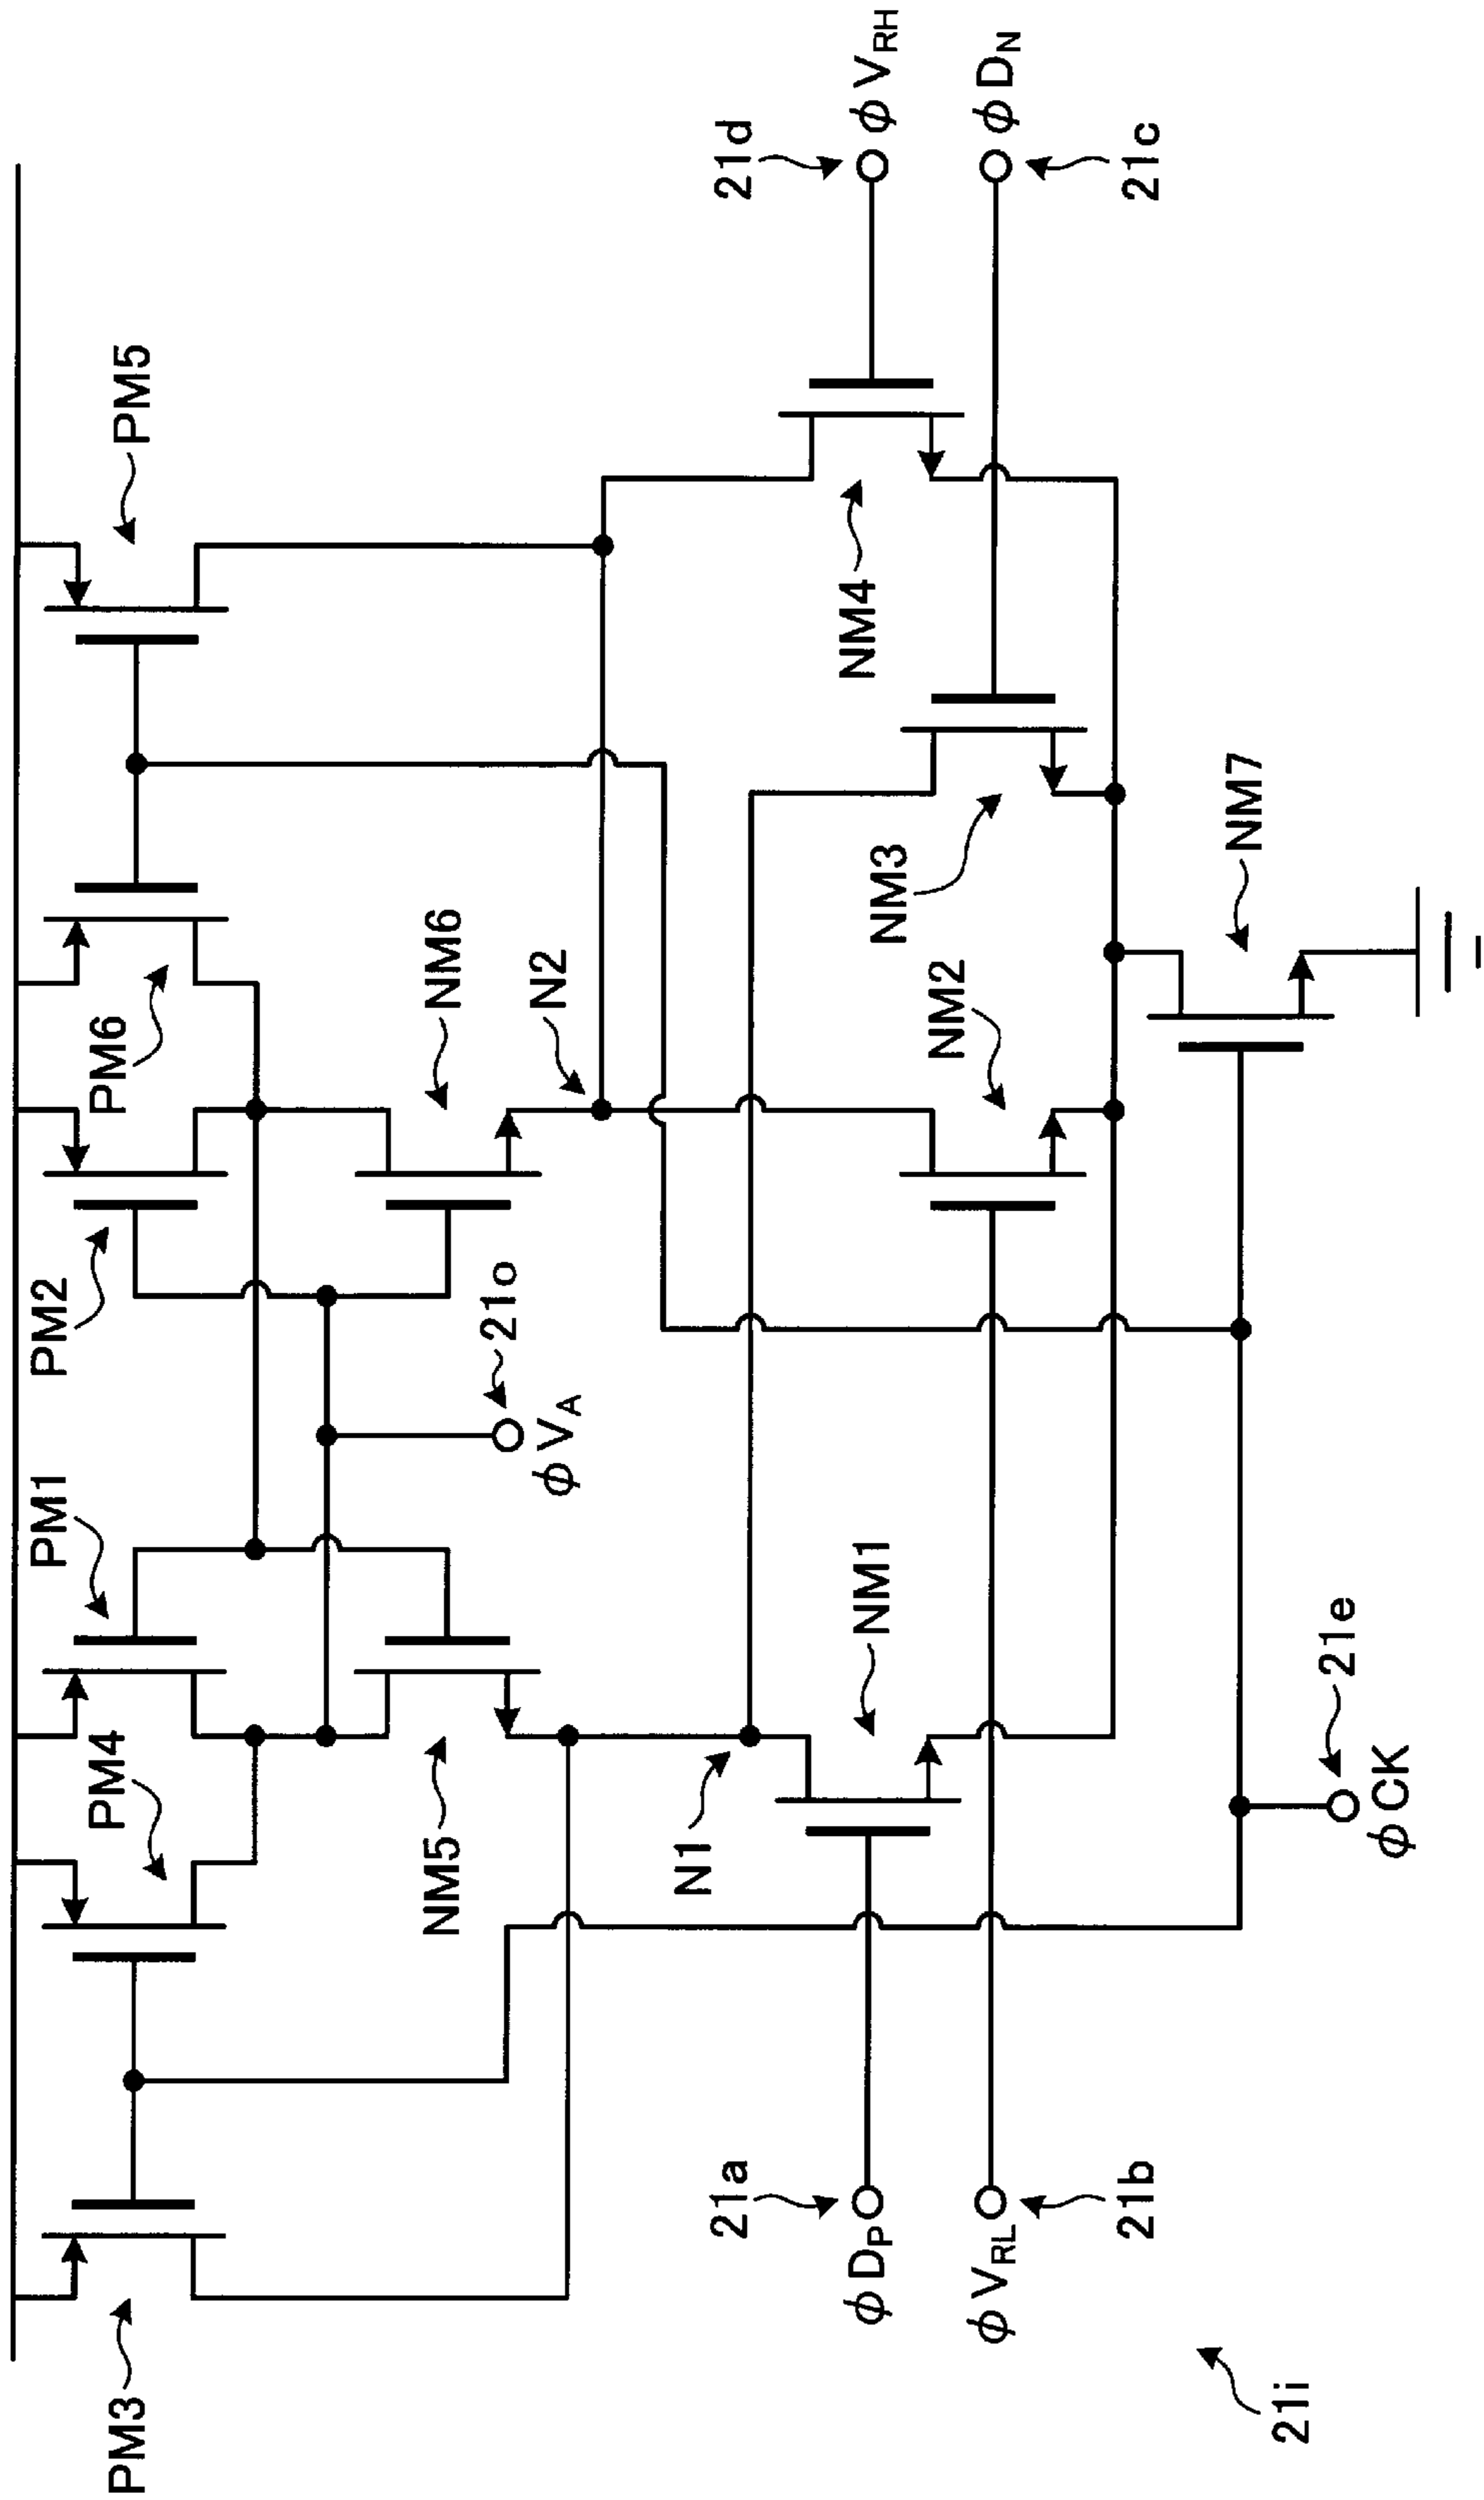 PM3
PM4
PM1
PM2
PM6
PM5
NM5
NM6
N2
φVA
21o
N1
NM1
NM2
NM3
NM4
21a
φDP
φVRL
21b
21d
φVRH
φDN
21c
NM7
φCK
21e
21i